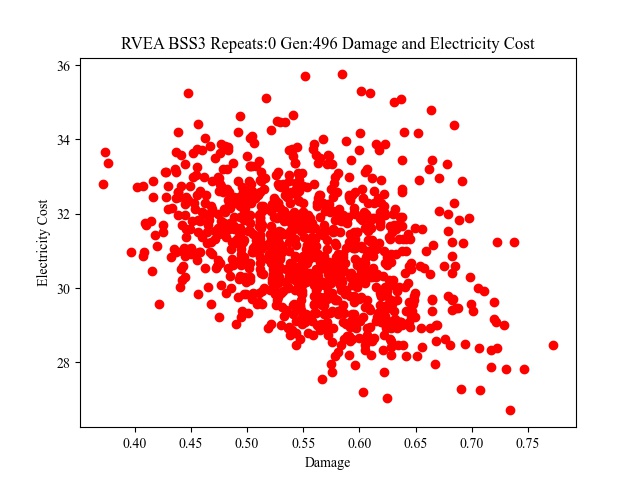 RVEA BSS3 Repeats:0 Gen:496 Damage and Electricity Cost
36
34
32
30
28
Electricity Cost
0.40 0.45 0.50 0.55 0.60 0.65 0.70 0.75
Damage